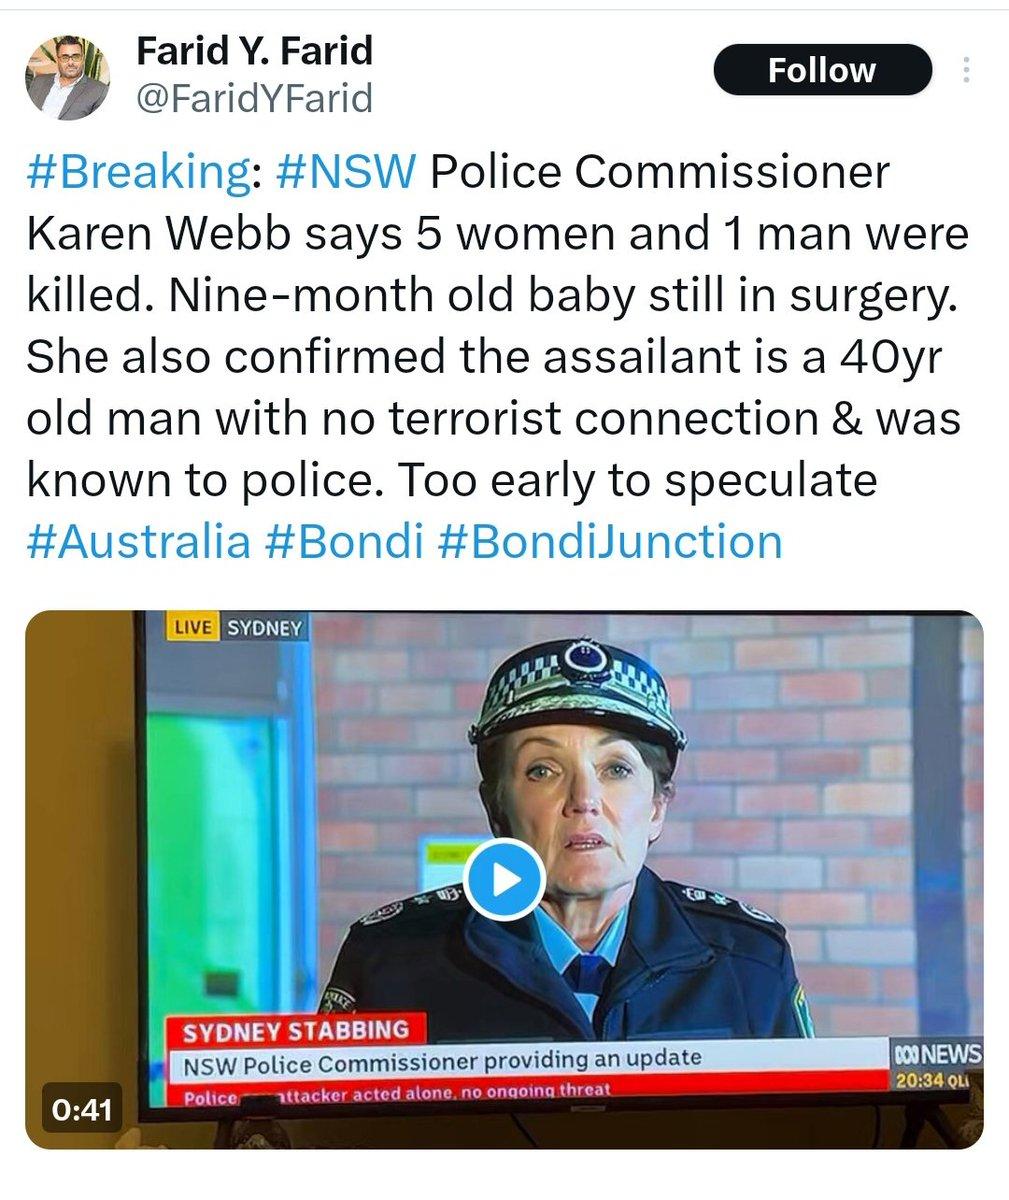 Farid Y. Farid
@FaridYFarid
Follow
#Breaking: #NSW Police Commissioner
Karen Webb says 5 women and 1 man were
killed. Nine-month old baby still in surgery.
She also confirmed the assailant is a 40yr
old man with no terrorist connection & was
known to police. Too early to speculate
#Australia #Bondi #BondiJunction
LIVE SYDNEY
SYDNEY STABBING
NSW Police Commissioner providing an update
NEWS
Police attacker acted alone, no ongoing threat
20:34 QLD
0:41